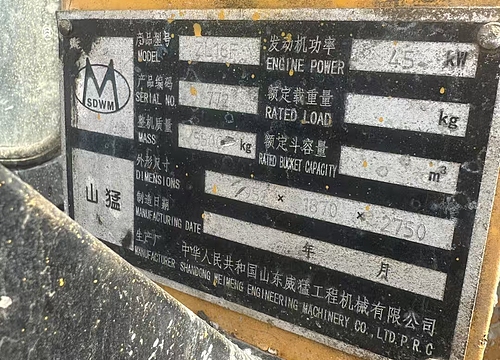 产品型号 ZL16F 发动机功率 45 kW
MODEL ENGINE POWER
产品编码 额定载重量 kg
SERIAL NO. RATED LOAD
整机质量 kg 额定斗容量 m³
MASS RATED BUCKET CAPACITY
外形尺寸 × 1870 × 2750
DIMENSIONS
制造日期 年 月
MANUFACTURING DATE
生产厂 中华人民共和国山东威猛工程机械有限公司
MANUFACTURER SHANDONG WEIMENG ENGINEERING MACHINERY CO., LTD. P.R.C
SDWM
山猛